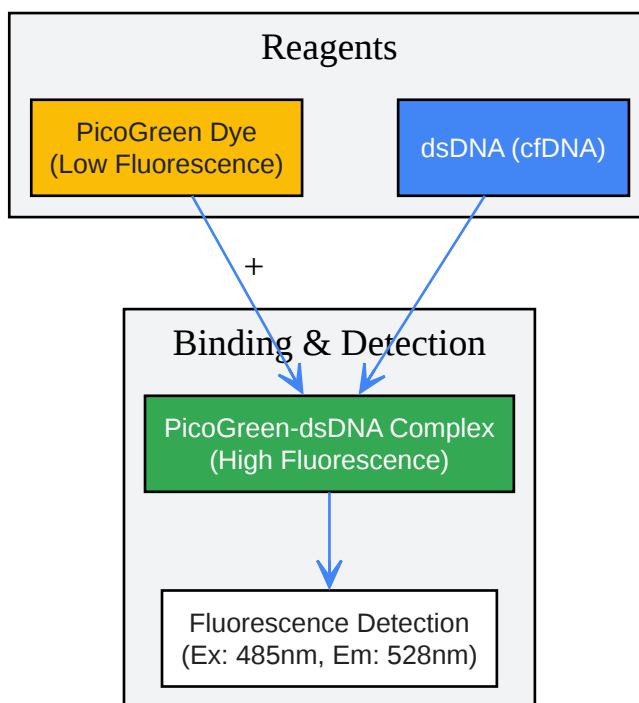 Reagents
PicoGreen Dye
(Low Fluorescence)
dsDNA (cfDNA)
+
Binding & Detection
PicoGreen-dsDNA Complex
(High Fluorescence)
Fluorescence Detection
(Ex: 485nm, Em: 528nm)